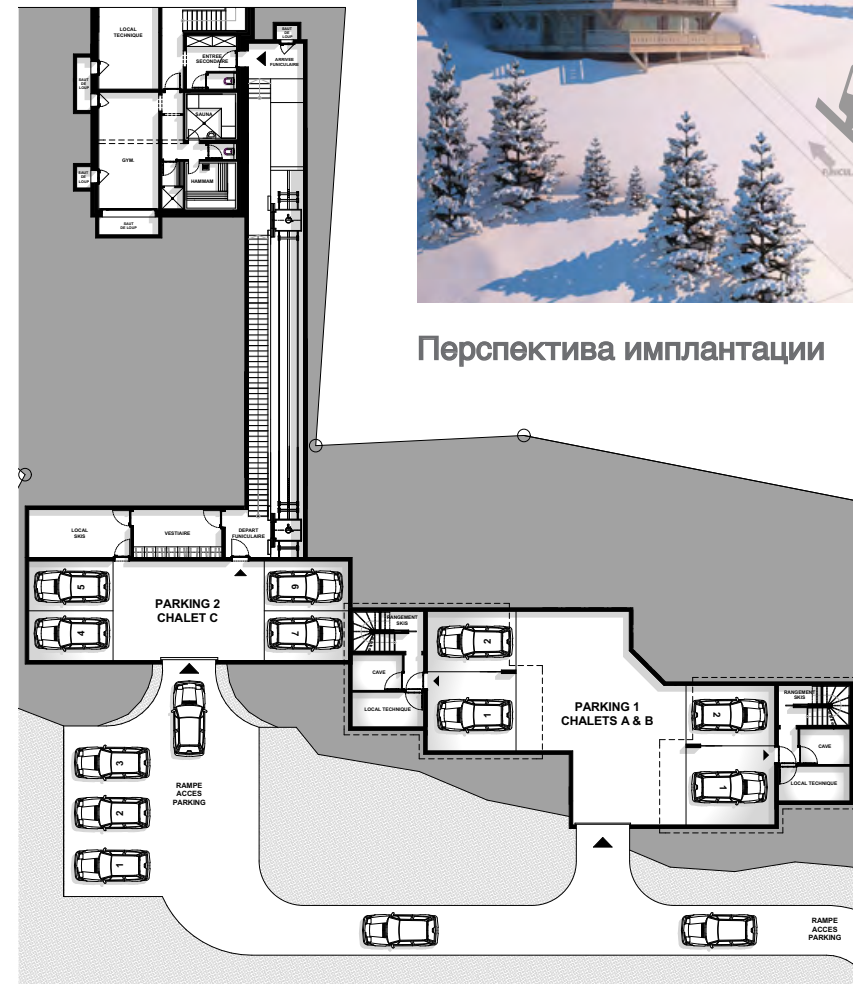 LOCAL
TECHNIQUE
SAUT
DE
LOUP
ENTREE
SECONDAIRE
ARRIVEE
FUNICULAIRE
SAUT
DE
LOUP
SAUNA
GYM.
SAUT
DE
LOUP
HAMMAM
SAUT
DE LOUP
Перспектива имплантации
LOCAL
SKIS
VESTIAIRE
DEPART
FUNICULAIRE
5
4
PARKING 2
CHALET C
6
7
RANGEMENT
SKIS
CAVE
LOCAL TECHNIQUE
2
1
PARKING 1
CHALETS A & B
2
1
RANGEMENT
SKIS
CAVE
LOCAL TECHNIQUE
RAMPE
ACCES
PARKING
3
2
1
RAMPE
ACCES
PARKING